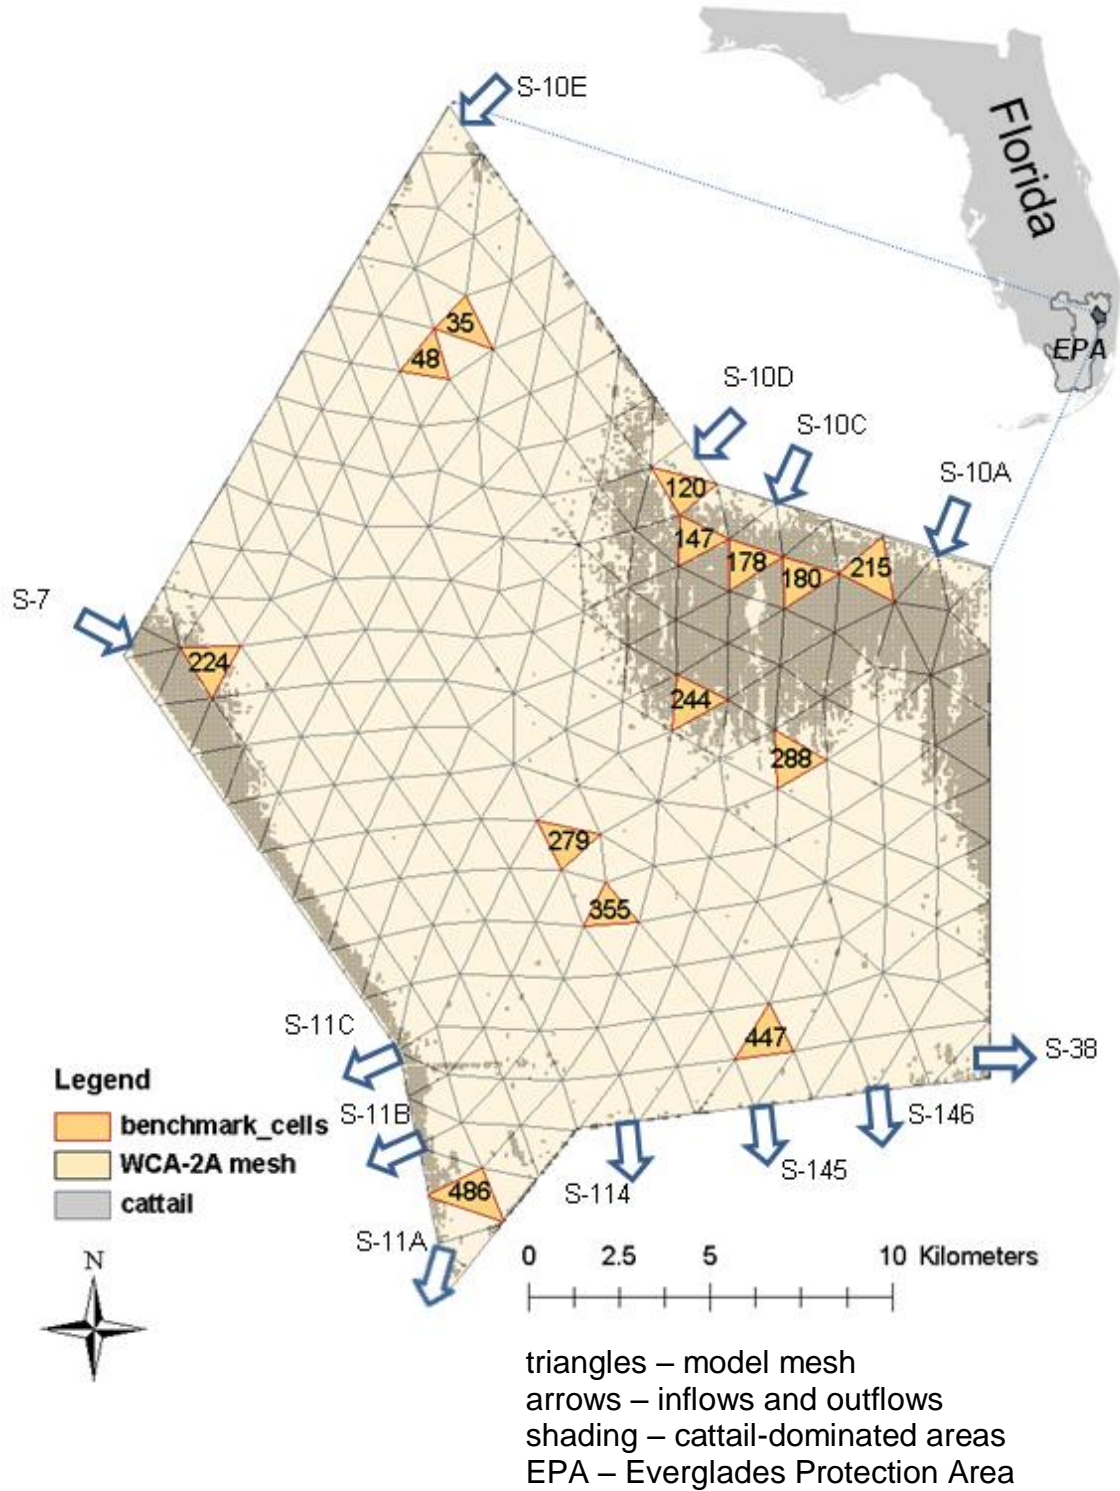 S-10E
Florida
EPA
35
48
S-10D
S-10C
S-10A
120
147
178
180
215
S-7
224
244
288
279
355
S-11C
447
S-38
Legend
benchmark_cells
WCA-2A mesh
cattail
S-11B
S-146
S-145
486
S-114
S-11A
N
0 2.5 5 10 Kilometers
triangles – model mesh
arrows – inflows and outflows
shading – cattail-dominated areas
EPA – Everglades Protection Area